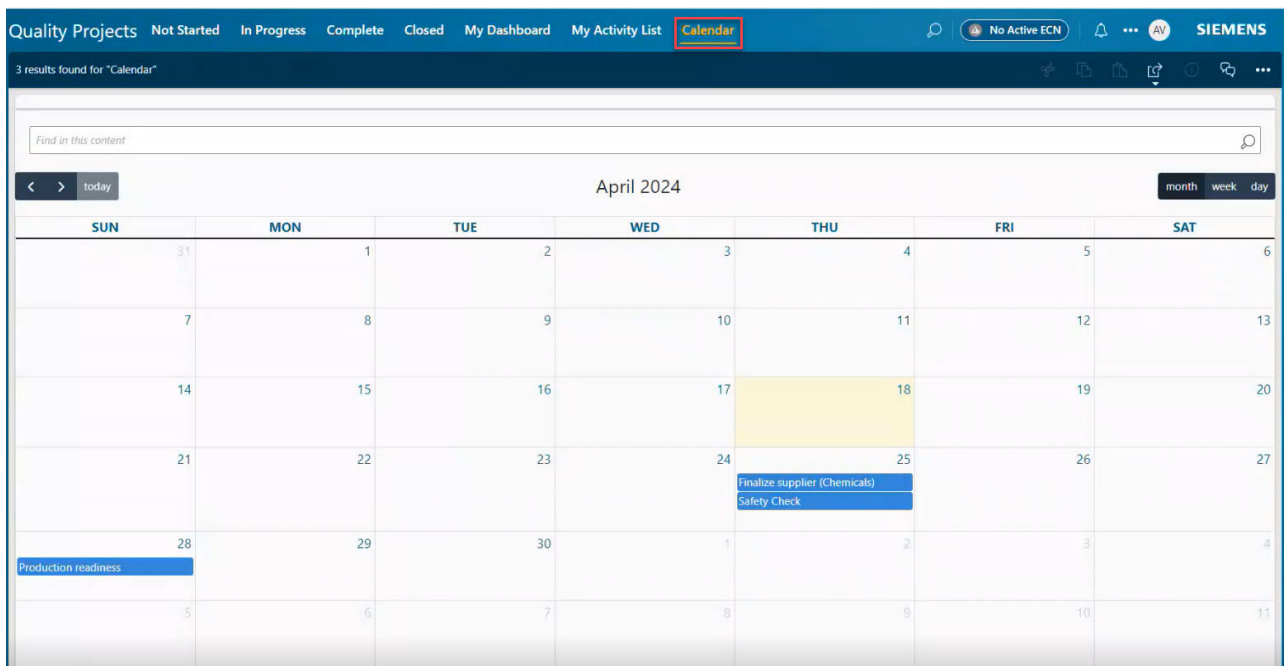 Quality Projects Not Started In Progress Complete Closed My Dashboard My Activity List Calendar No Active ECN AV SIEMENS
3 results found for "Calendar"
Find in this content
today April 2024 month week day
SUN MON TUE WED THU FRI SAT
31 1 2 3 4 5 6
7 8 9 10 11 12 13
14 15 16 17 18 19 20
21 22 23 24 25 26 27
Finalize supplier (Chemicals)
Safety Check
28 29 30 1 2 3 4
Production readiness
5 6 7 8 9 10 11